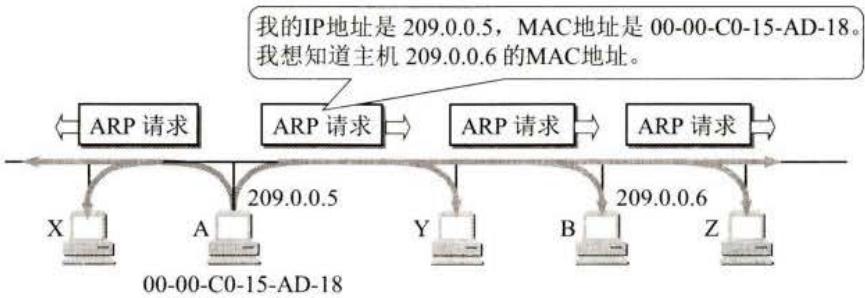 我的IP地址是 209.0.0.5，MAC地址是 00-00-C0-15-AD-18。
我想知道主机 209.0.0.6 的MAC地址。
ARP 请求
ARP 请求
ARP 请求
ARP 请求
209.0.0.5
209.0.0.6
X
A
Y
B
Z
00-00-C0-15-AD-18